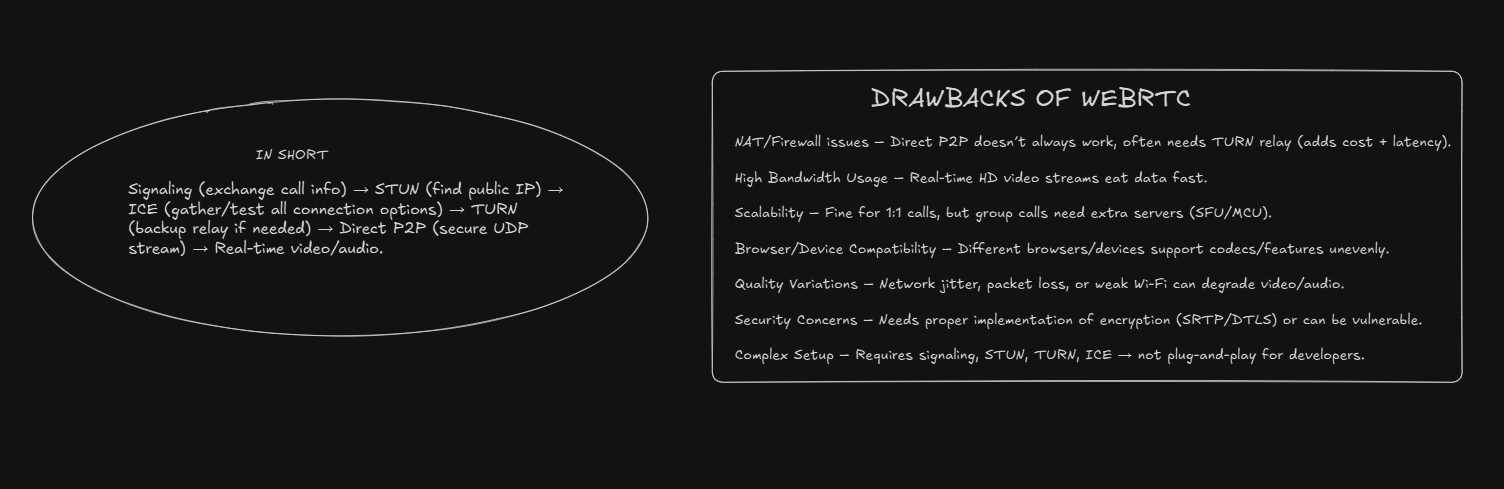 IN SHORT
Signaling (exchange call info) → STUN (find public IP) →
ICE (gather/test all connection options) → TURN
(backup relay if needed) → Direct P2P (secure UDP
stream) → Real-time video/audio.
DRAWBACKS OF WEBRTC
NAT/Firewall issues – Direct P2P doesn't always work, often needs TURN relay (adds cost + latency).
High Bandwidth Usage – Real-time HD video streams eat data fast.
Scalability – Fine for 1:1 calls, but group calls need extra servers (SFU/MCU).
Browser/Device Compatibility – Different browsers/devices support codecs/features unevenly.
Quality Variations – Network jitter, packet loss, or weak Wi-Fi can degrade video/audio.
Security Concerns – Needs proper implementation of encryption (SRTP/DTLS) or can be vulnerable.
Complex Setup – Requires signaling, STUN, TURN, ICE → not plug-and-play for developers.